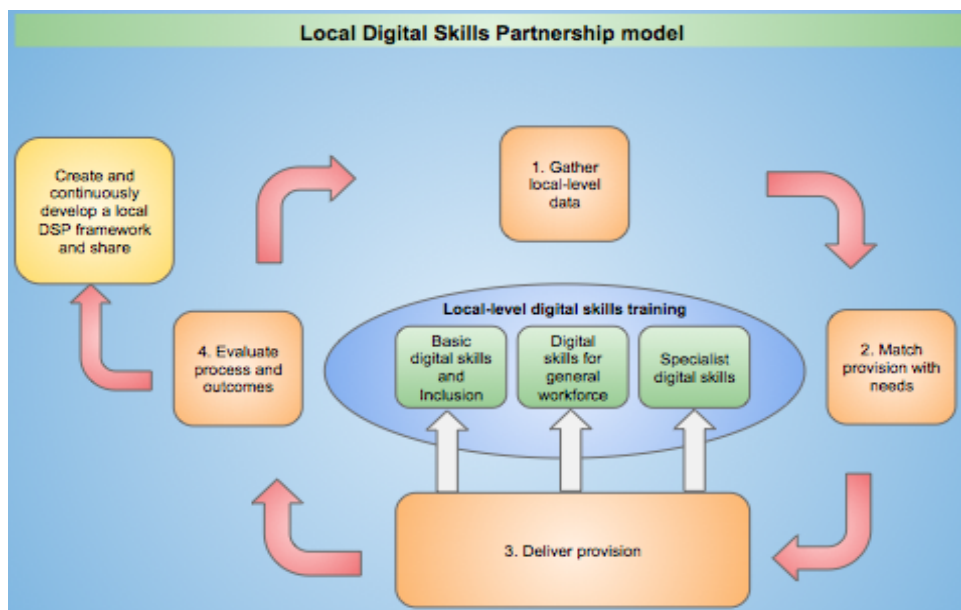 Local Digital Skills Partnership model
Create and
continuously
develop a local
DSP framework
and share
1. Gather
local-level
data
Local-level digital skills training
4. Evaluate
process and
outcomes
Basic
digital skills
and
Inclusion
Digital
skills for
general
workforce
Specialist
digital skills
2. Match
provision with
needs
3. Deliver provision